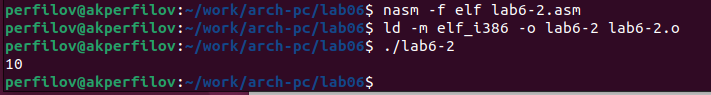 perfilov@akperfilov:~/work/arch-pc/lab06$ nasm -f elf lab6-2.asm
perfilov@akperfilov:~/work/arch-pc/lab06$ ld -m elf_i386 -o lab6-2 lab6-2.o
perfilov@akperfilov:~/work/arch-pc/lab06$ ./lab6-2
10
perfilov@akperfilov:~/work/arch-pc/lab06$